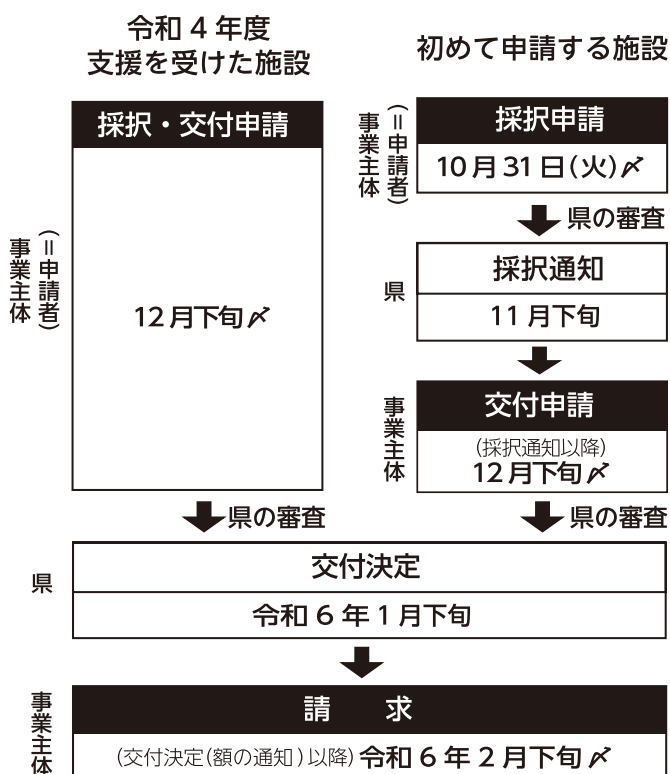 令和4年度
支援を受けた施設
採択・交付申請
事業主体
(=申請者)
12月下旬〆
県の審査
初めて申請する施設
採択申請
事業主体
(=申請者)
10月31日(火)〆
県の審査
採択通知
県
11月下旬
交付申請
事業主体
(採択通知以降)
12月下旬〆
県の審査
交付決定
県
令和6年1月下旬
請 求
事業主体
(交付決定(額の通知)以降)令和6年2月下旬〆